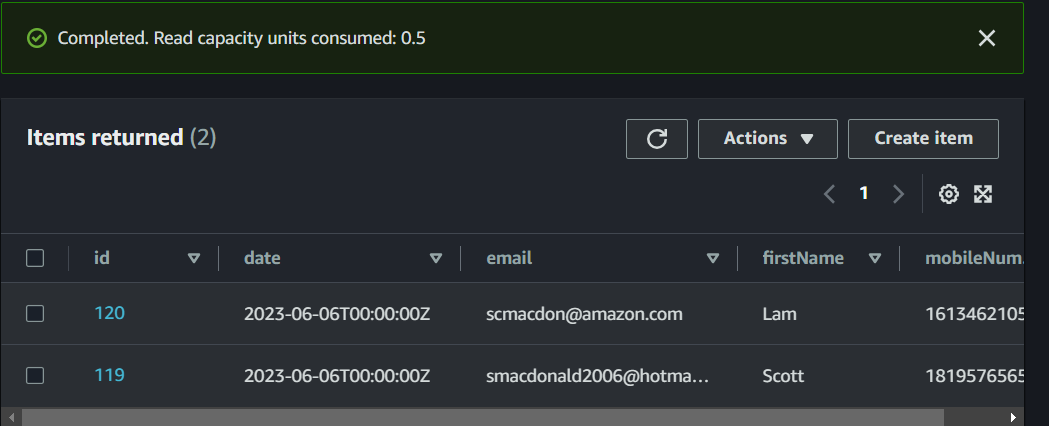 Completed. Read capacity units consumed: 0.5
Items returned (2)
Actions
Create item
1
id date email firstName mobileNum.
120 2023-06-06T00:00:00Z scmacdon@amazon.com Lam 1613462105
119 2023-06-06T00:00:00Z smacdonald2006@hotma… Scott 1819576565